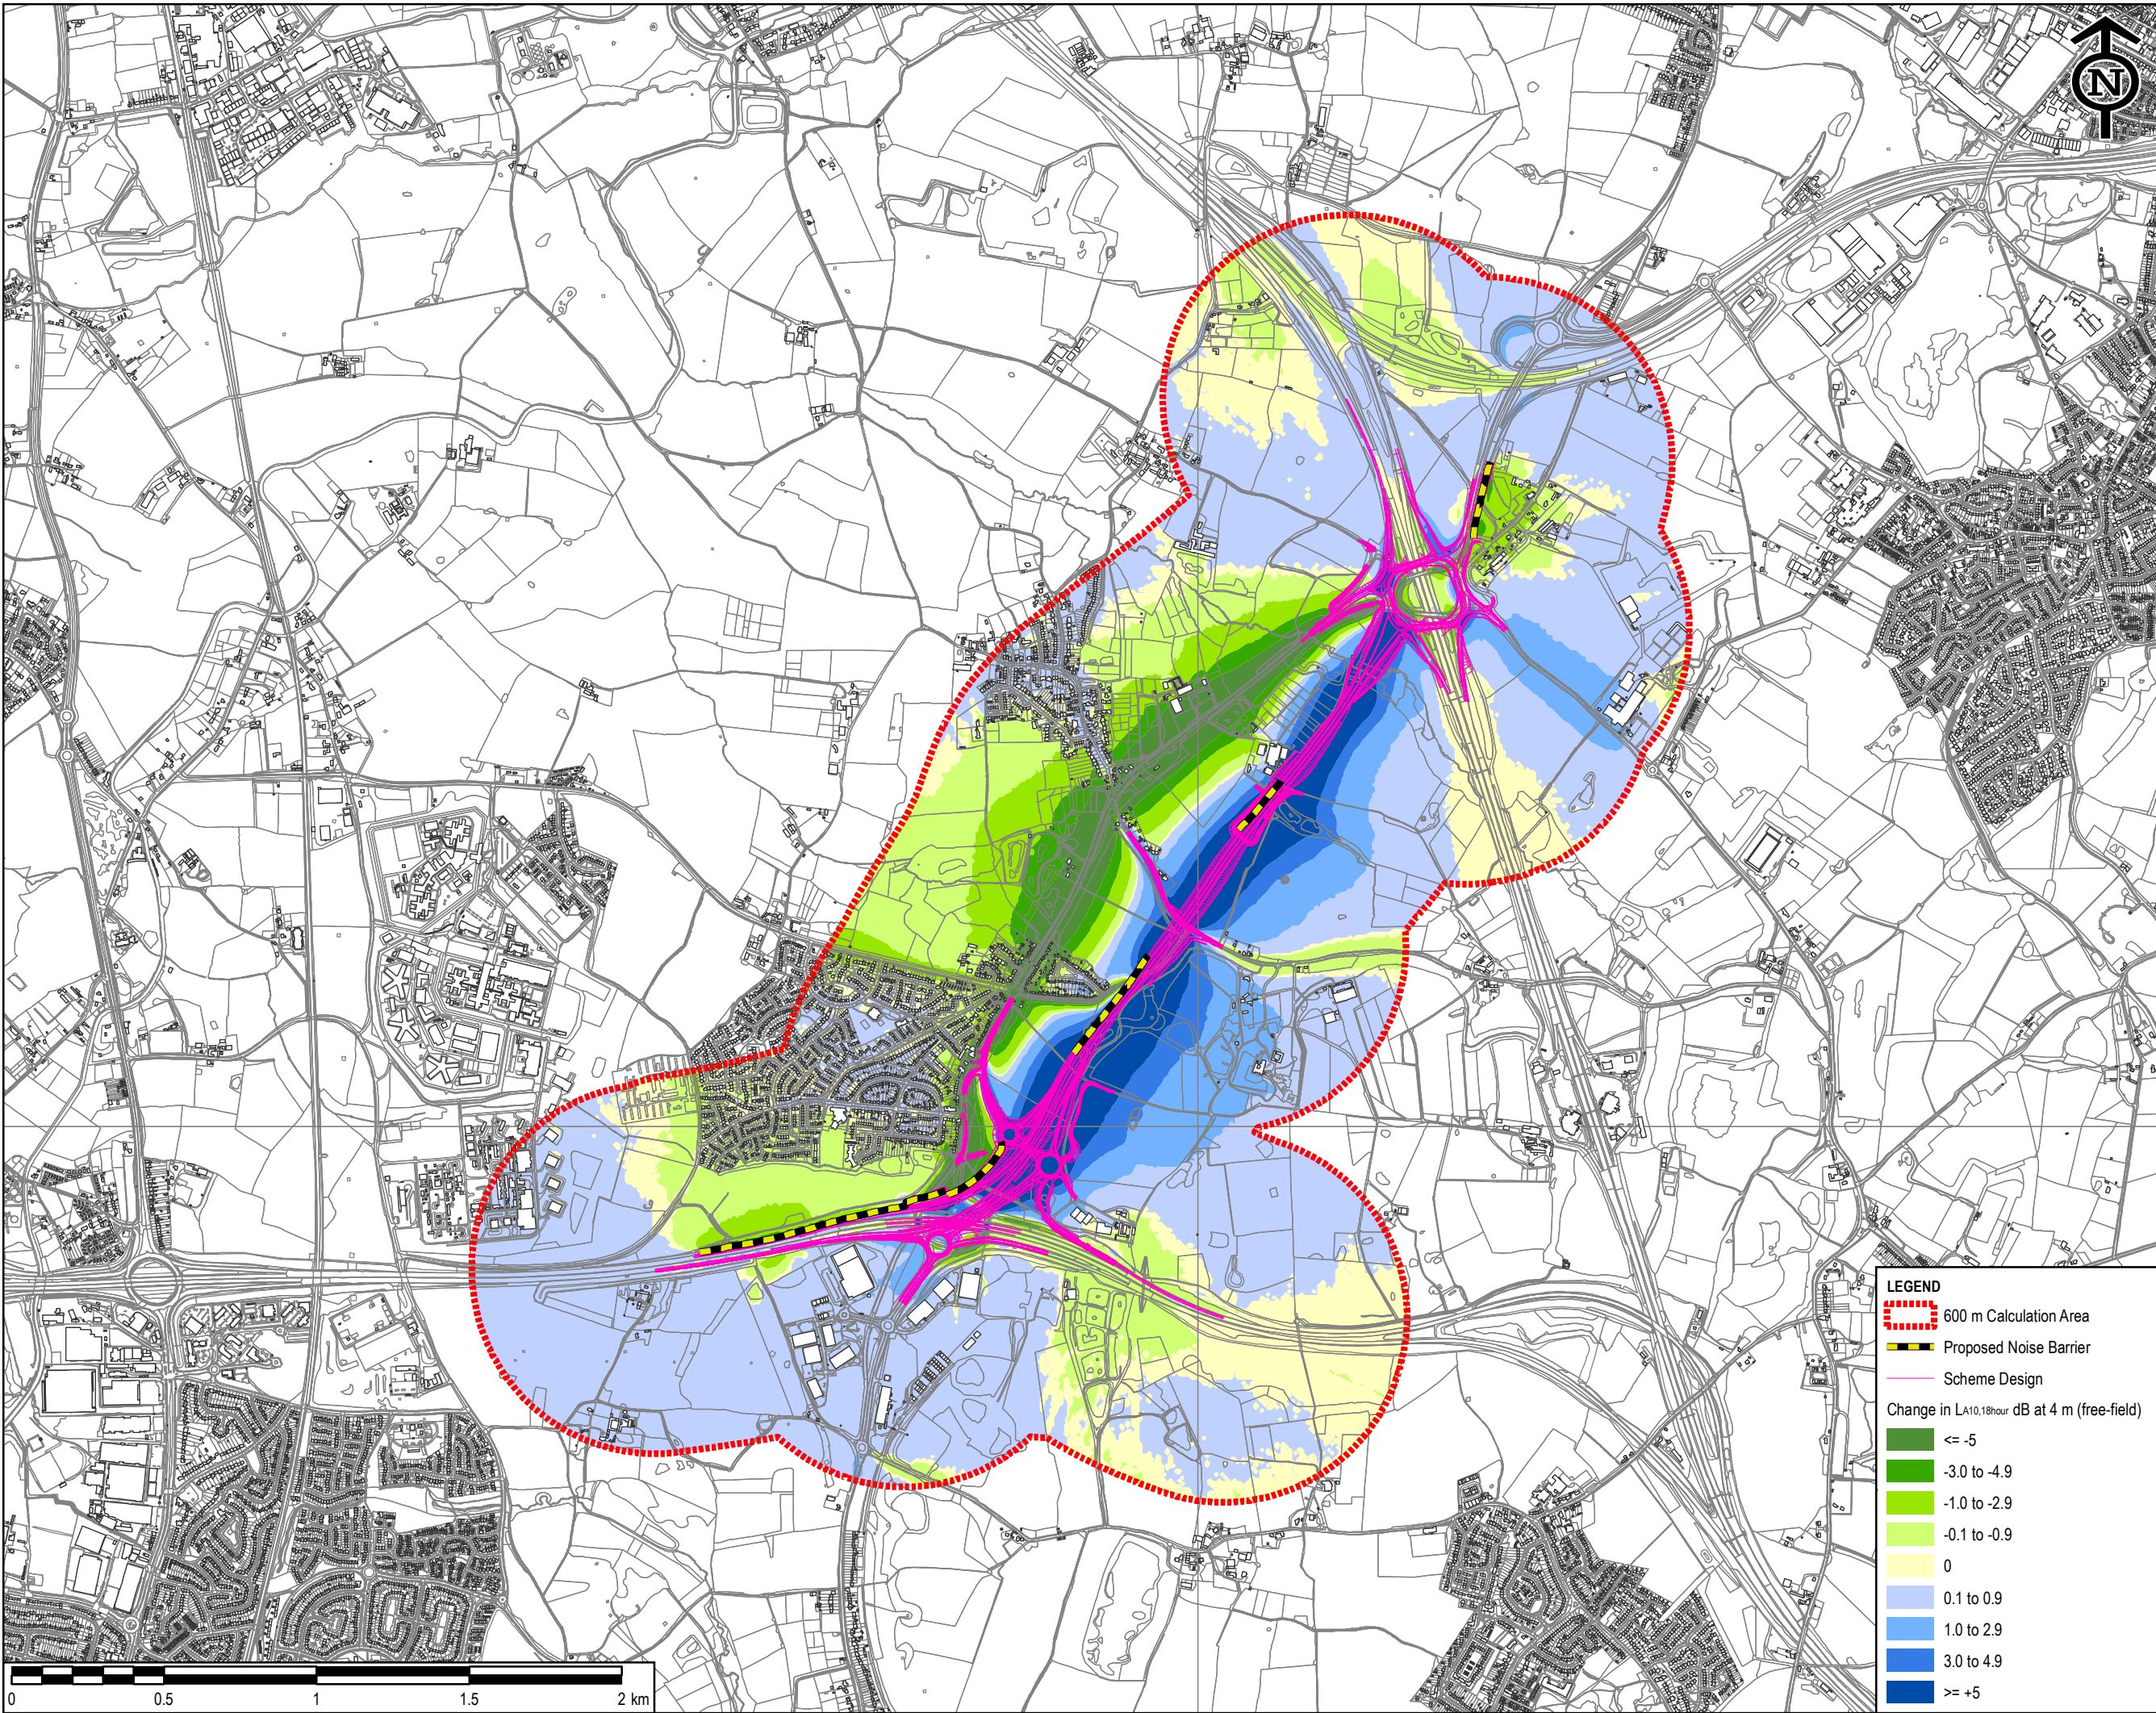 N
LEGEND
600 m Calculation Area
Proposed Noise Barrier
Scheme Design
Change in LA10,18hour dB at 4 m (free-field)
<= -5
-3.0 to -4.9
-1.0 to -2.9
-0.1 to -0.9
0
0.1 to 0.9
1.0 to 2.9
3.0 to 4.9
>= +5
0 0.5 1 1.5 2 km